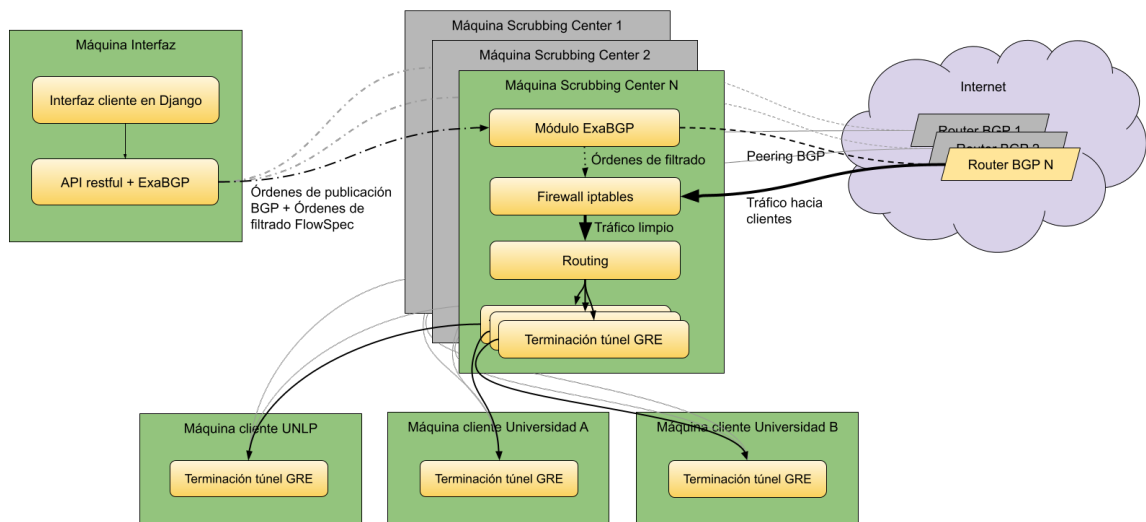 Máquina Scrubbing Center 1
Máquina Interfaz
Máquina Scrubbing Center 2
Máquina Scrubbing Center N
Internet
Interfaz cliente en Django
Módulo ExaBGP
Router BGP 1
Router BGP 2
Router BGP N
Órdenes de filtrado
Peering BGP
API restful + ExaBGP
Órdenes de publicación
BGP + Órdenes de
filtrado FlowSpec
Firewall iptables
Tráfico hacia
clientes
Tráfico limpio
Routing
Terminación túnel GRE
Máquina cliente UNLP
Máquina cliente Universidad A
Máquina cliente Universidad B
Terminación túnel GRE
Terminación túnel GRE
Terminación túnel GRE